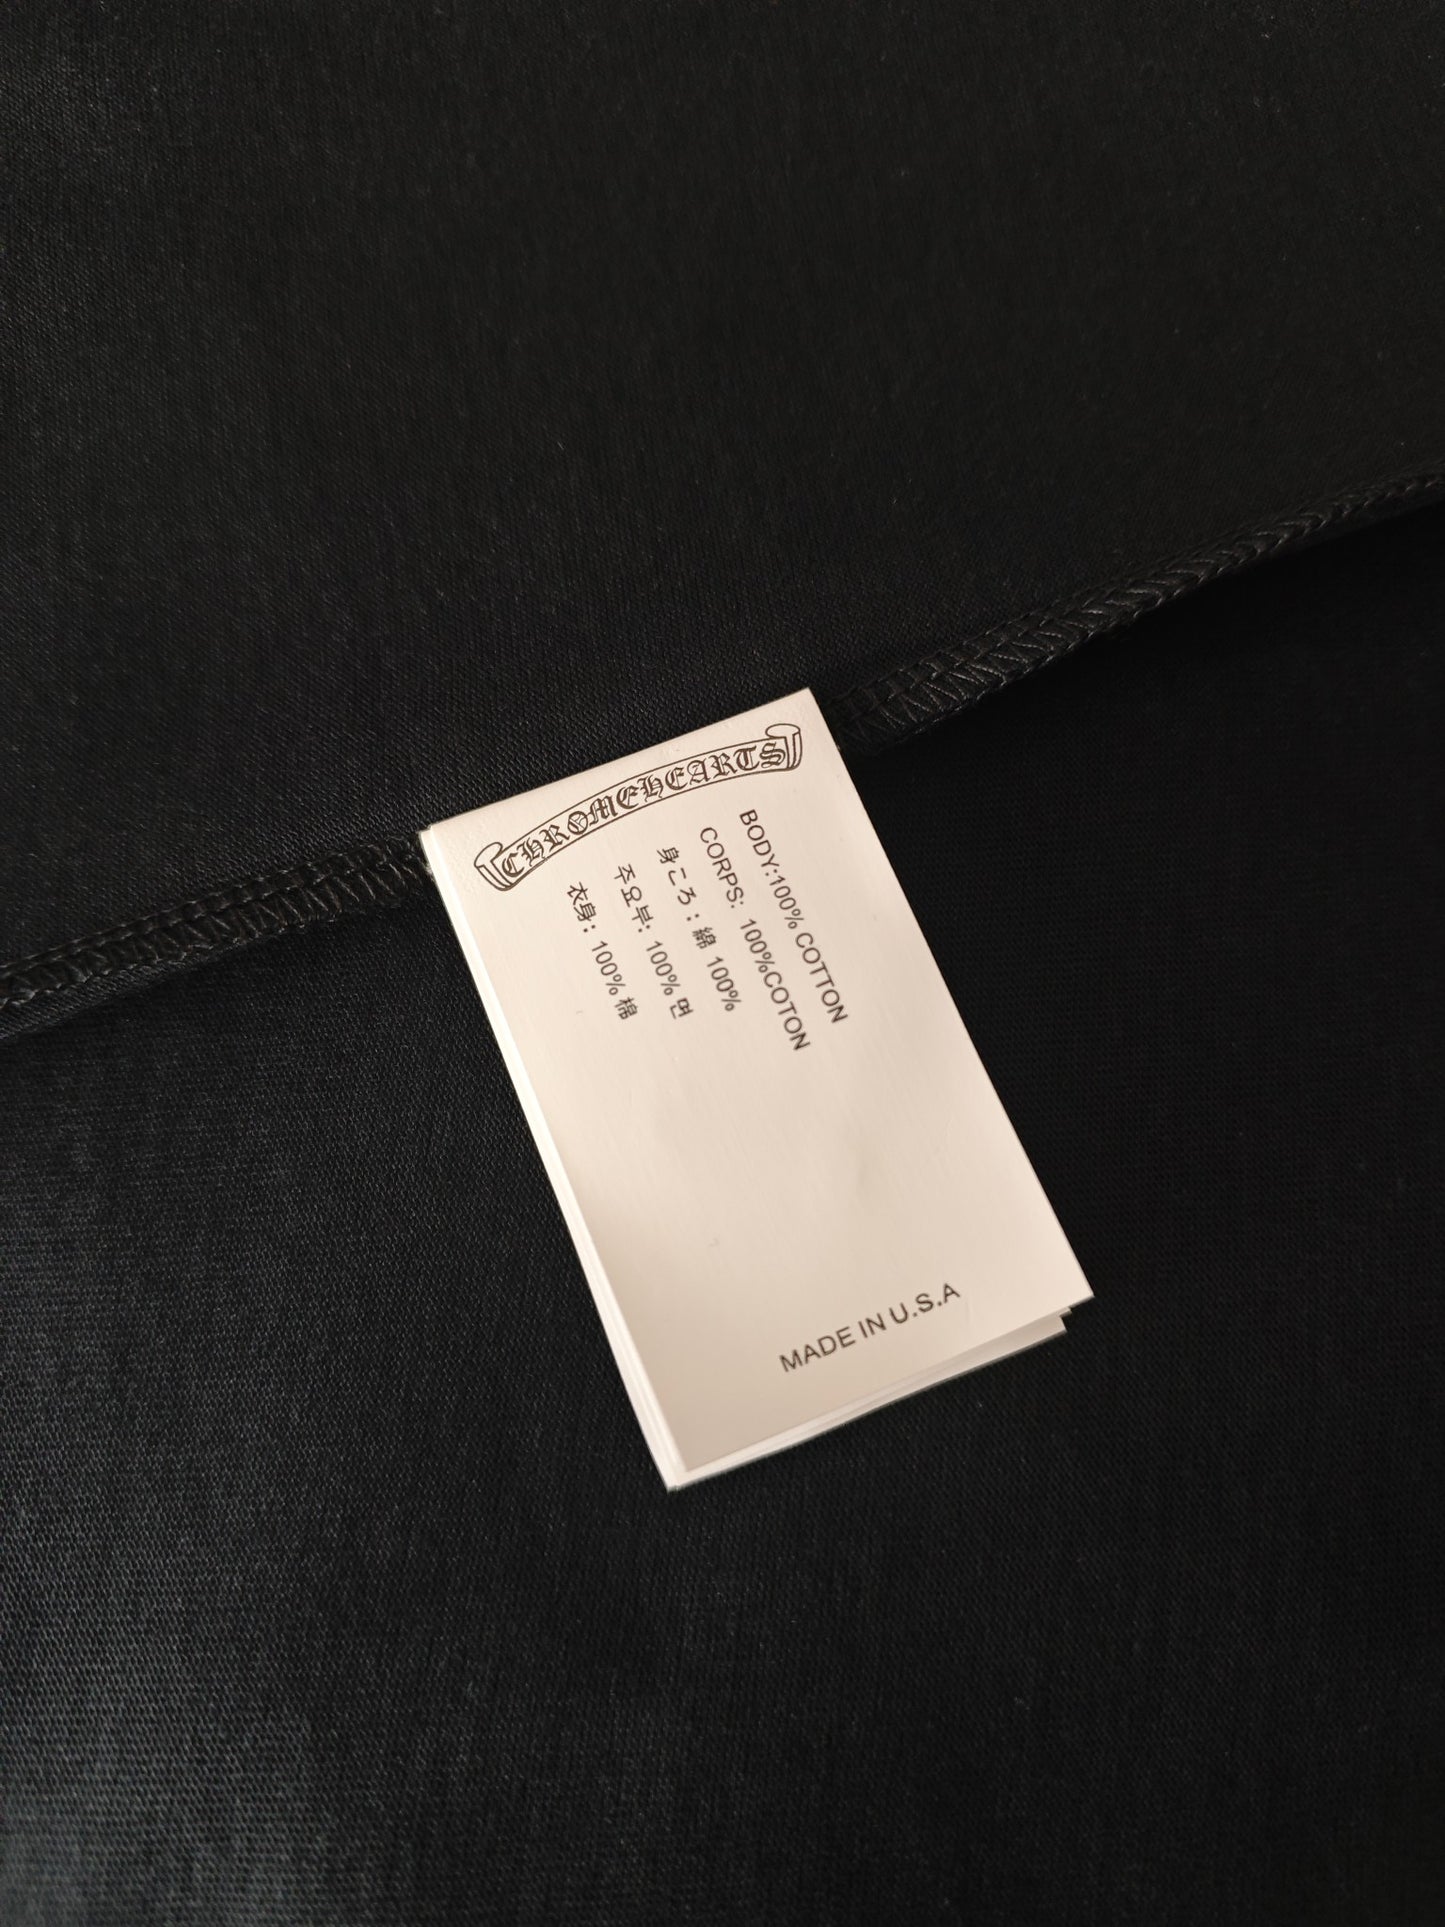 CHROMEHEARTS
BODY:100% COTTON
CORPS: 100%COTON
身ころ：綿 100%
주요부: 100% 면
衣身：100% 棉
MADE IN U.S.A